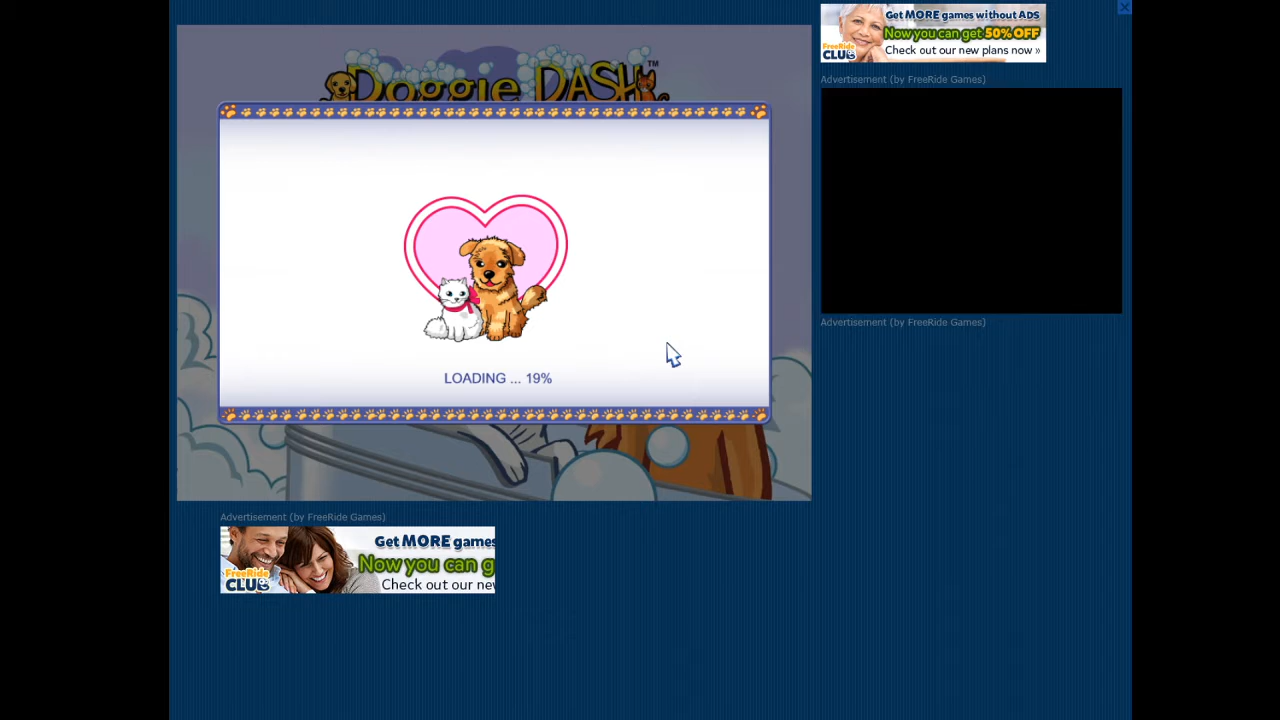 Get MORE games without ADS
Now you can get 50% OFF
FreeRide
CLUB
Check out our new plans now »
Doggie DASH™
Advertisement (by FreeRide Games)
LOADING ... 19%
Advertisement (by FreeRide Games)
Advertisement (by FreeRide Games)
Get MORE games
Now you can g
FreeRide
CLUB
Check out our nev